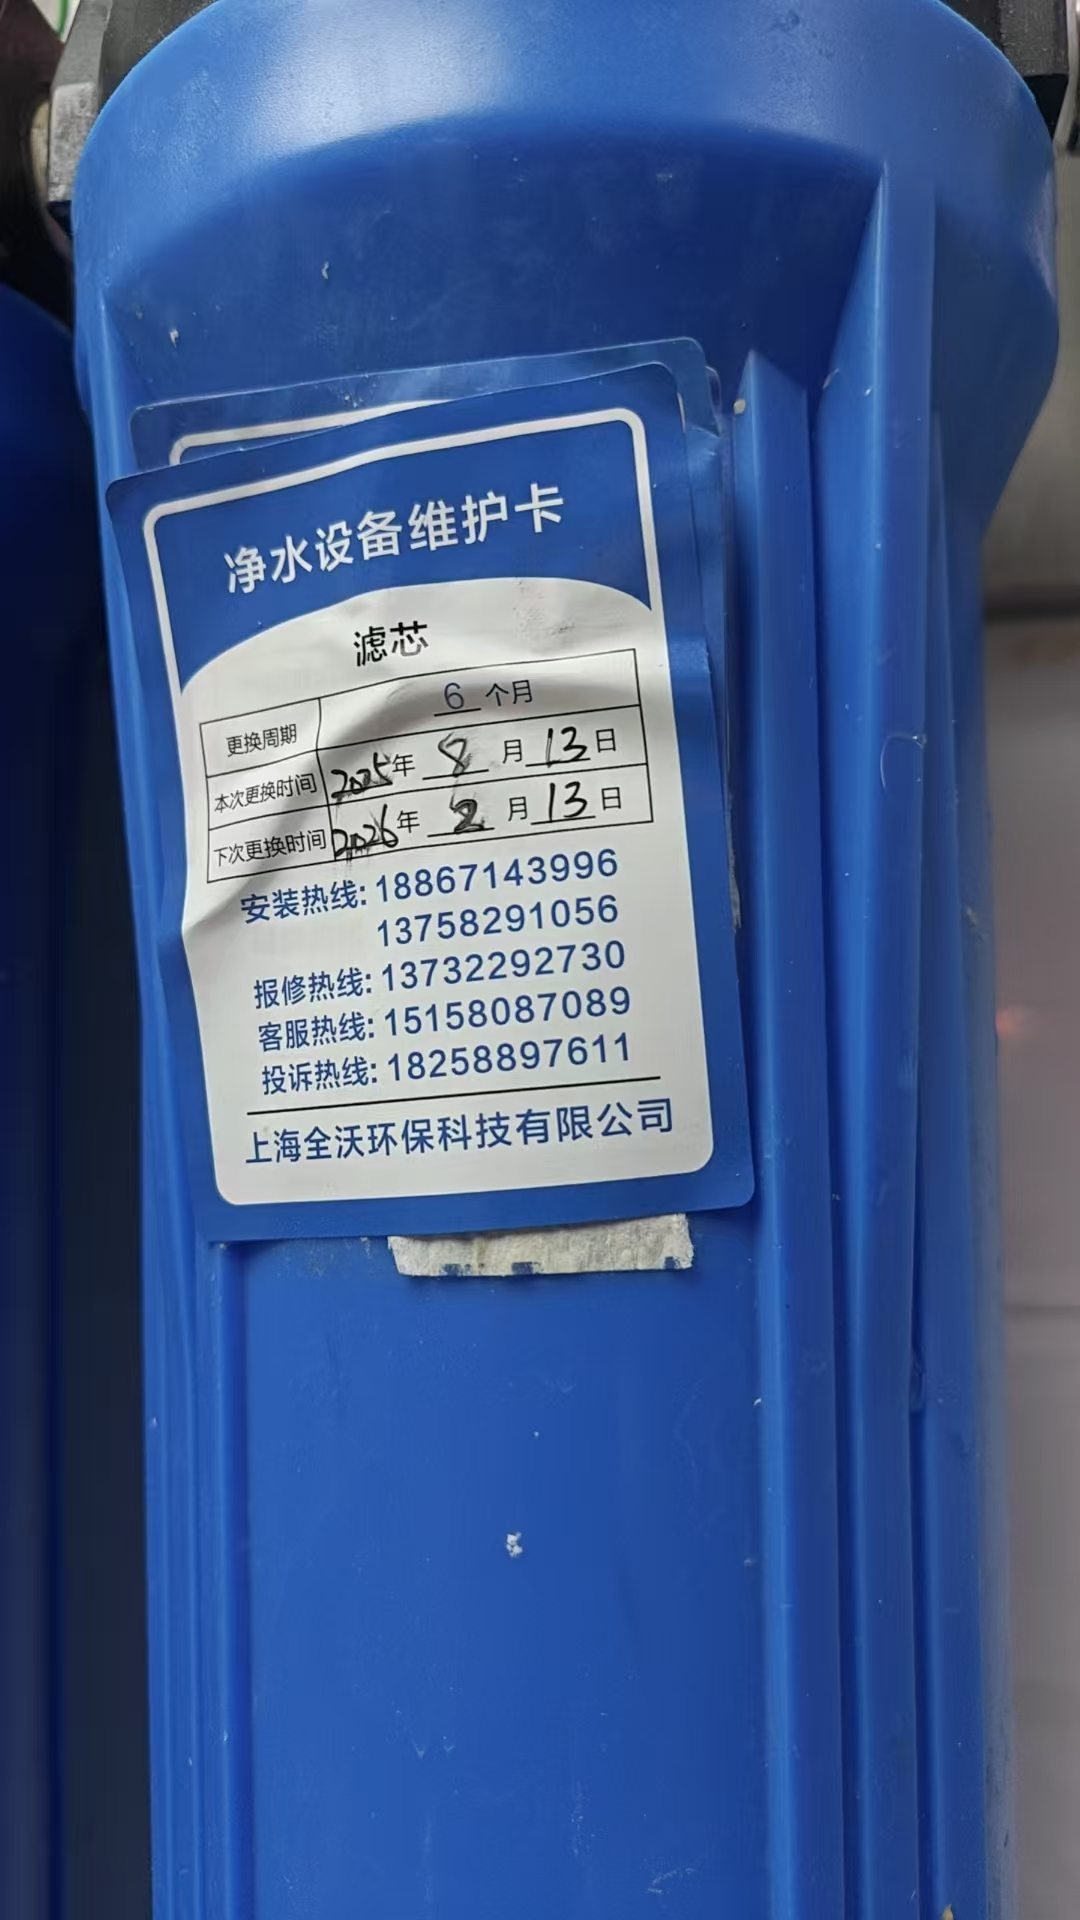 净水设备维护卡
滤芯
更换周期 6 个月
本次更换时间 2025年 8 月 13 日
下次更换时间 2026年 2 月 13 日
安装热线: 18867143996
13758291056
报修热线: 13732292730
客服热线: 15158087089
投诉热线: 18258897611
上海全沃环保科技有限公司